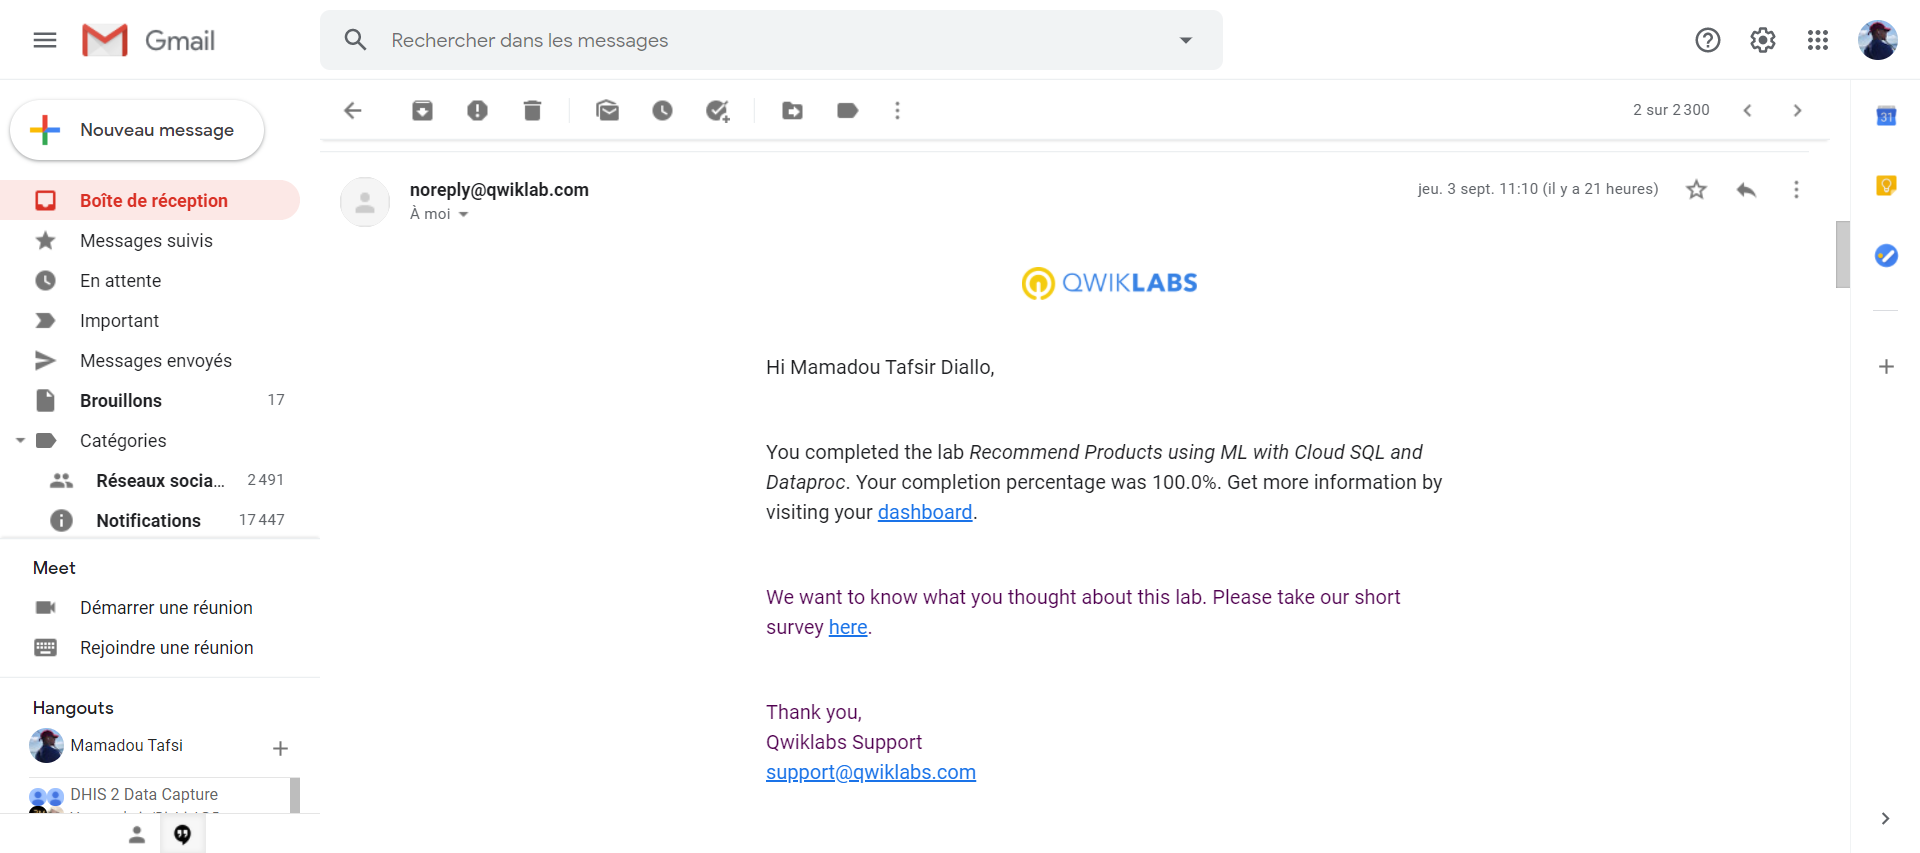 Gmail
Rechercher dans les messages
Nouveau message
2 sur 2 300
31
Boîte de réception
Messages suivis
En attente
Important
Messages envoyés
Brouillons 17
Catégories
Réseaux socia... 2 491
Notifications 17 447
Meet
Démarrer une réunion
Rejoindre une réunion
Hangouts
Mamadou Tafsi
DHIS 2 Data Capture
noreply@qwiklab.com
jeu. 3 sept. 11:10 (il y a 21 heures)
À moi
QWIKLABS
Hi Mamadou Tafsir Diallo,
You completed the lab Recommend Products using ML with Cloud SQL and
Dataproc. Your completion percentage was 100.0%. Get more information by
visiting your dashboard.
We want to know what you thought about this lab. Please take our short
survey here.
Thank you,
Qwiklabs Support
support@qwiklabs.com